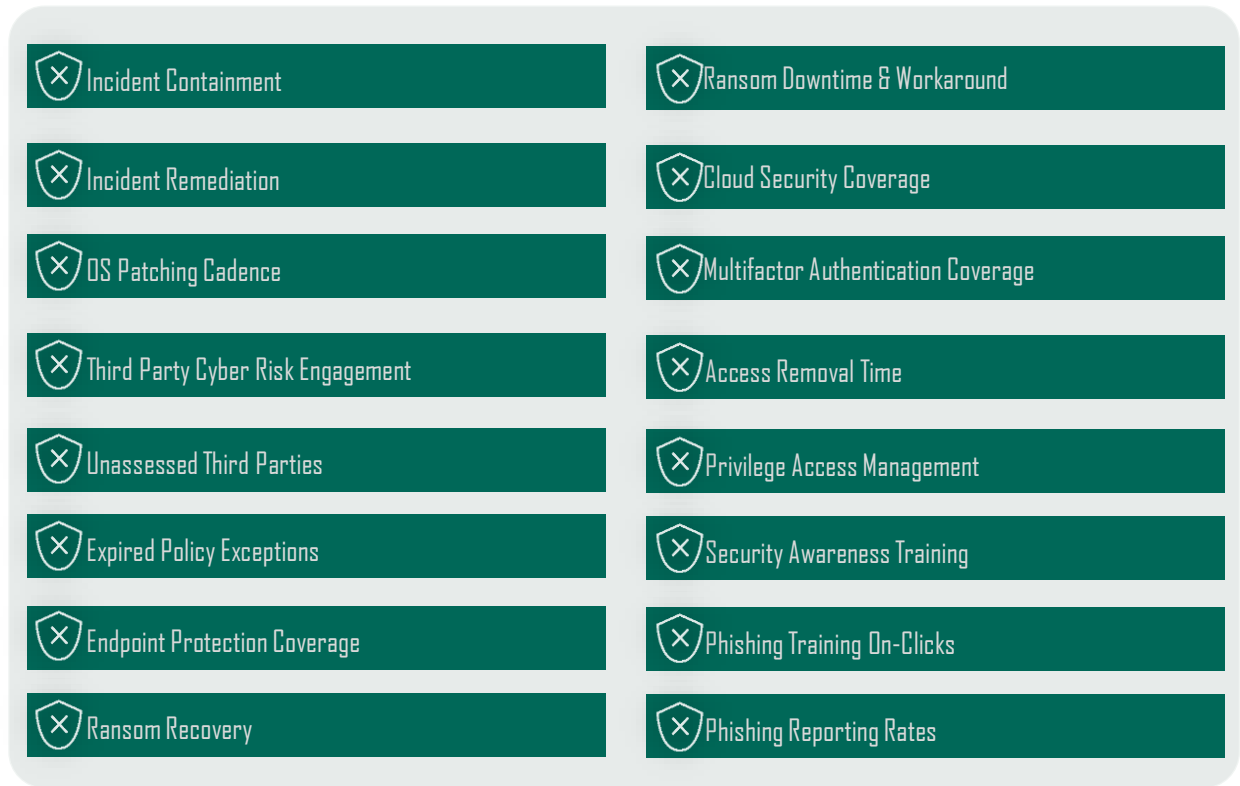 Incident Containment
Incident Remediation
OS Patching Cadence
Third Party Cyber Risk Engagement
Unassessed Third Parties
Expired Policy Exceptions
Endpoint Protection Coverage
Ransom Recovery
Ransom Downtime & Workaround
Cloud Security Coverage
Multifactor Authentication Coverage
Access Removal Time
Privilege Access Management
Security Awareness Training
Phishing Training On-Clicks
Phishing Reporting Rates